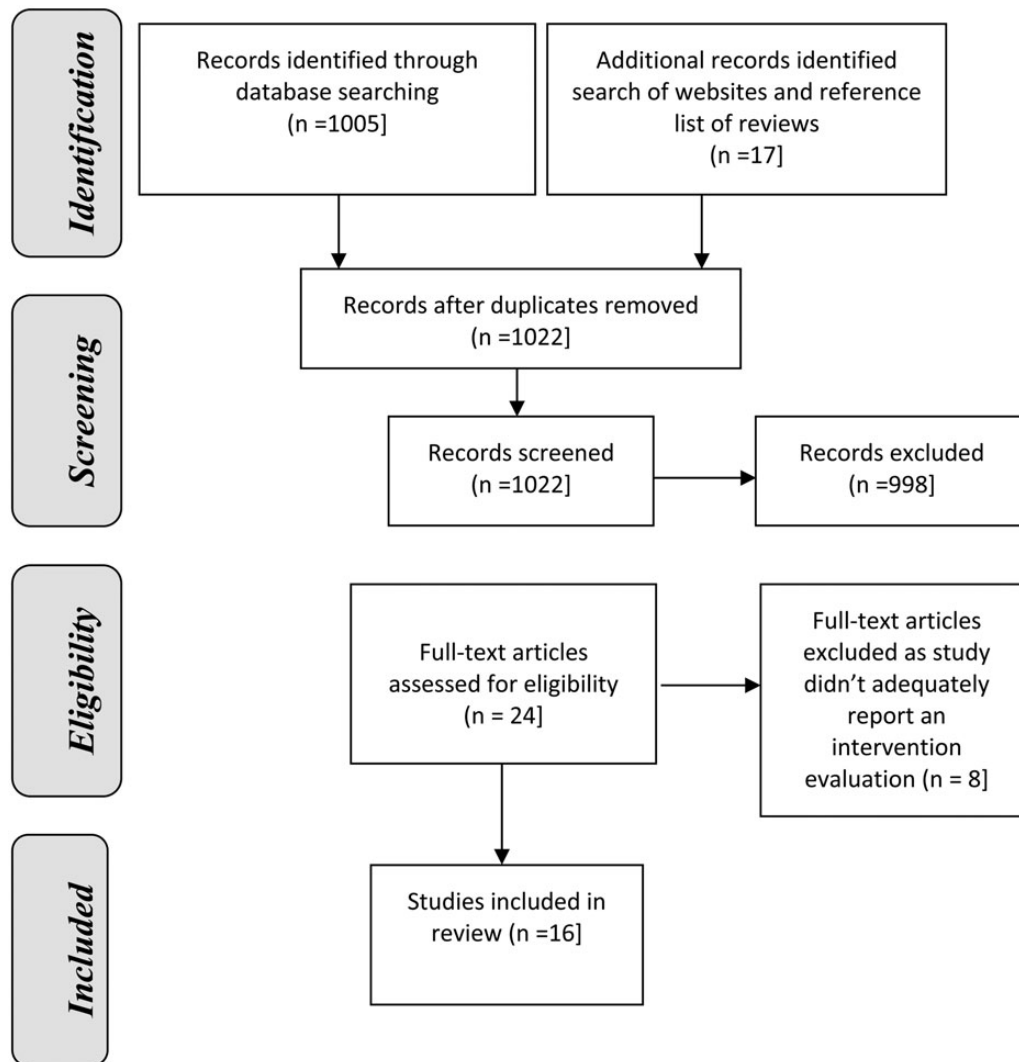 Identification
Records identified through
database searching
(n =1005]
Additional records identified
search of websites and reference
list of reviews
(n =17]
Screening
Records after duplicates removed
(n =1022]
Records screened
(n =1022]
Records excluded
(n =998]
Eligibility
Full-text articles
assessed for eligibility
(n = 24]
Full-text articles
excluded as study
didn’t adequately
report an
intervention
evaluation (n = 8]
Included
Studies included in
review (n =16]